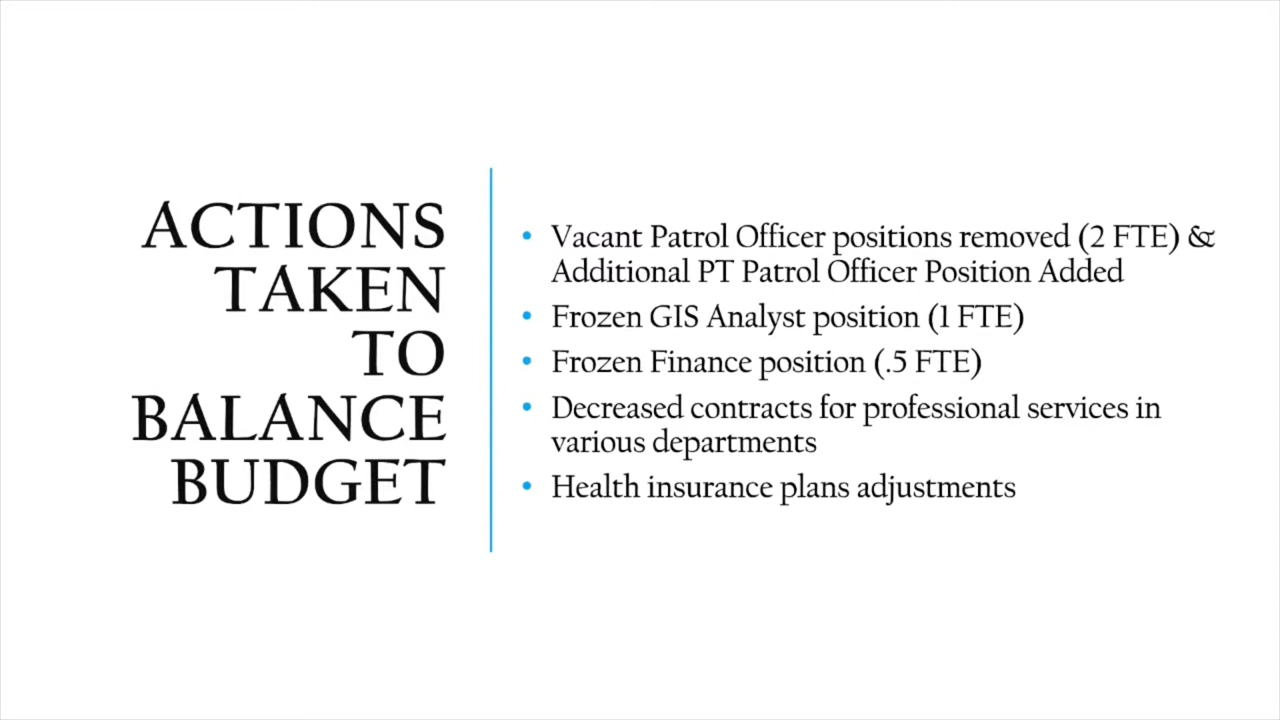 ACTIONS
TAKEN
TO
BALANCE
BUDGET
• Vacant Patrol Officer positions removed (2 FTE) &
Additional PT Patrol Officer Position Added
• Frozen GIS Analyst position (1 FTE)
• Frozen Finance position (.5 FTE)
• Decreased contracts for professional services in
various departments
• Health insurance plans adjustments